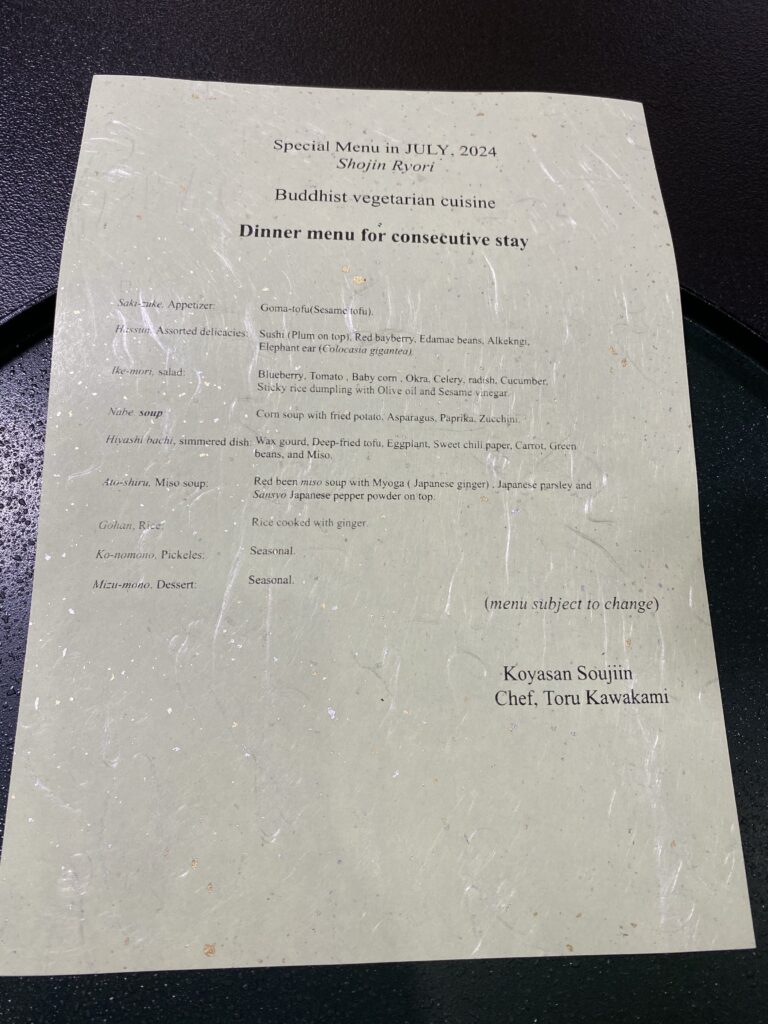 Special Menu in JULY, 2024
Shojin Ryori
Buddhist vegetarian cuisine
Dinner menu for consecutive stay
Saki-zuke, Appetizer: Goma-tofu(Sesame tofu),
Hassun, Assorted delicacies: Sushi (Plum on top), Red bayberry, Edamae beans, Alkekngi,
Elephant ear (Colocasia gigantea)
Ike-mori, salad: Blueberry, Tomato , Baby corn , Okra, Celery, radish, Cucumber,
Sticky rice dumpling with Olive oil and Sesame vinegar.
Nabe, soup Corn soup with fried potato, Asparagus, Paprika, Zucchini.
Hiyashi bachi, simmered dish: Wax gourd, Deep-fried tofu, Eggplant, Sweet chili paper, Carrot, Green
beans, and Miso,
Ato-shiru, Miso soup: Red been miso soup with Myoga ( Japanese ginger) , Japanese parsley and
Sansyo Japanese pepper powder on top.
Gohan, Rice: Rice cooked with ginger.
Ko-nomono, Pickeles: Seasonal.
Mizu-mono, Dessert: Seasonal.
(menu subject to change)
Koyasan Soujiin
Chef, Toru Kawakami